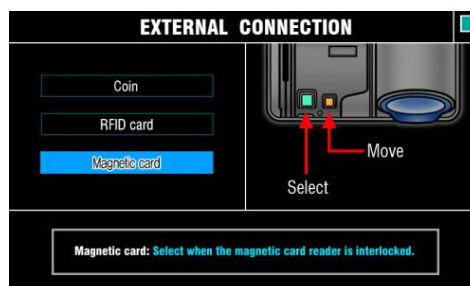 EXTERNAL CONNECTION
Coin
RFID card
Magnetic card
Move
Select
Magnetic card: Select when the magnetic card reader is interlocked.